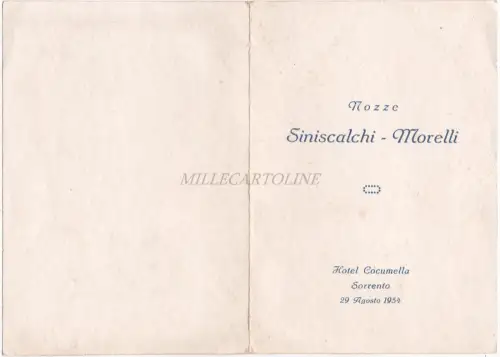 Nozze
Siniscalchi - Morelli
MILLECARTOLINE
Hotel Cocumella
Sorrento
29 Agosto 1954